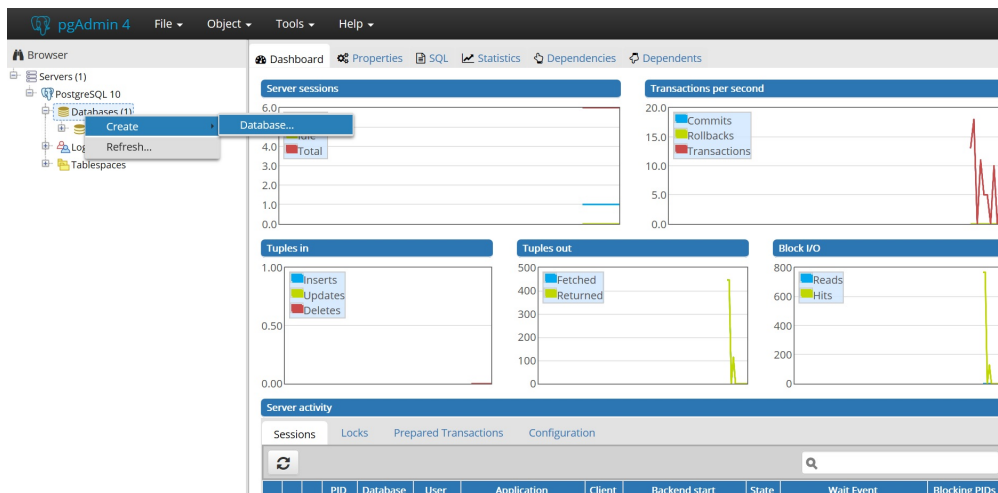 pgAdmin 4 File Object Tools Help
Browser
Servers (1)
PostgreSQL 10
Databases (1)
Create
Database...
Refresh...
Tablespaces
Dashboard Properties SQL Statistics Dependencies Dependents
Server sessions
6.0
4.0
3.0
2.0
1.0
0.0
Idle
Total
Transactions per second
20.0
15.0
10.0
5.0
0.0
Commits
Rollbacks
Transactions
Tuples in
1.00
0.50
0.00
Inserts
Updates
Deletes
Tuples out
500
400
300
200
100
0
Fetched
Returned
Block I/O
800
600
400
200
0
Reads
Hits
Server activity
Sessions Locks Prepared Transactions Configuration
PID Database User Application Client Backend start State Wait Event Blocking PIDs